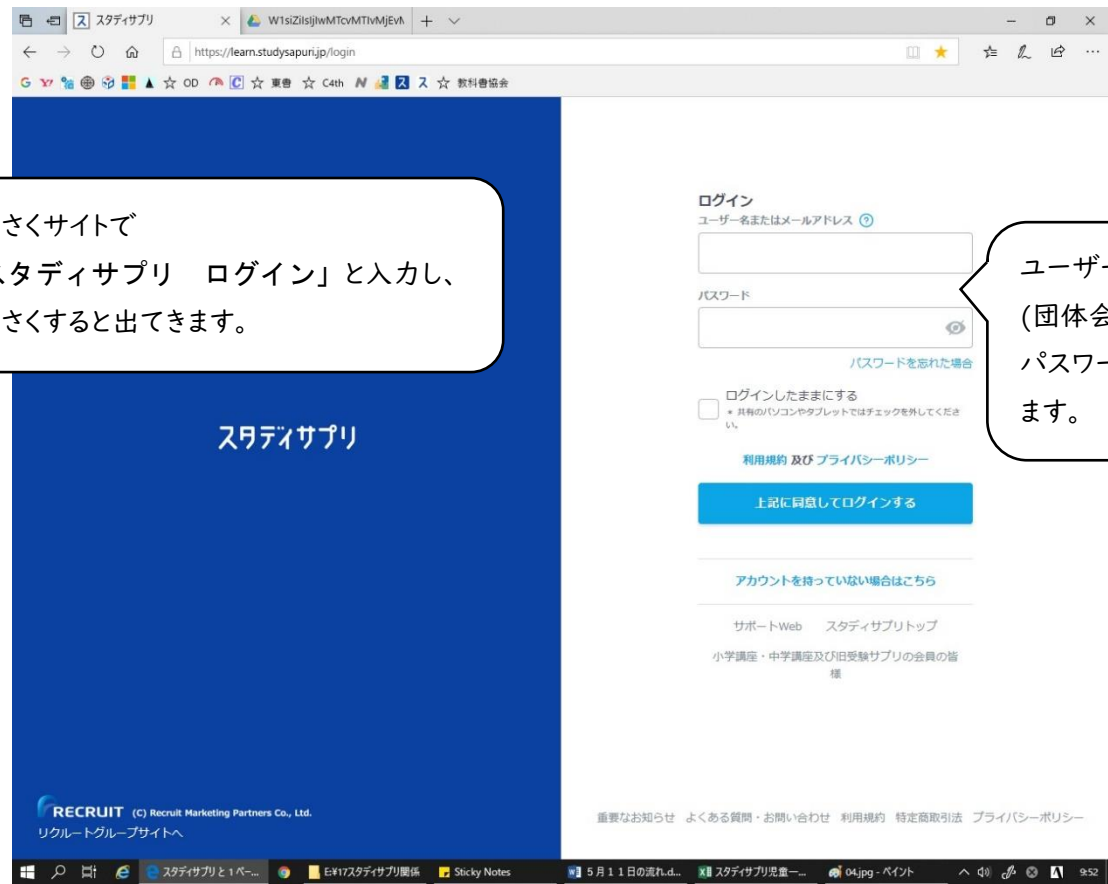 スタディサプリ
W1siZiIsIjIwMTcvMTIvMjEvM
https://learn.studysapuri.jp/login
OD
東書
C4th
教科書協会
さくサイトで
スタディサプリ　ログイン」と入力し、
さくすると出てきます。
スタディサプリ
ログイン
ユーザー名またはメールアドレス ?
パスワード
パスワードを忘れた場合
ログインしたままにする
* 共有のパソコンやタブレットではチェックを外してくださ
い。
利用規約 及び プライバシーポリシー
上記に同意してログインする
アカウントを持っていない場合はこちら
サポートWeb　スタディサプリトップ
小学講座・中学講座及び旧受験サプリの会員の皆
様
ユーザー
(団体会
パスワー
ます。
RECRUIT (C) Recruit Marketing Partners Co., Ltd.
リクルートグループサイトへ
重要なお知らせ よくある質問・お問い合わせ 利用規約 特定商取引法 プライバシーポリシー
スタディサプリと 1 ペー...
E:¥17スタディサプリ関係
Sticky Notes
5 月 1 1 日の流れ.d...
スタディサプリ児童一...
04.jpg - ペイント
A
9:52